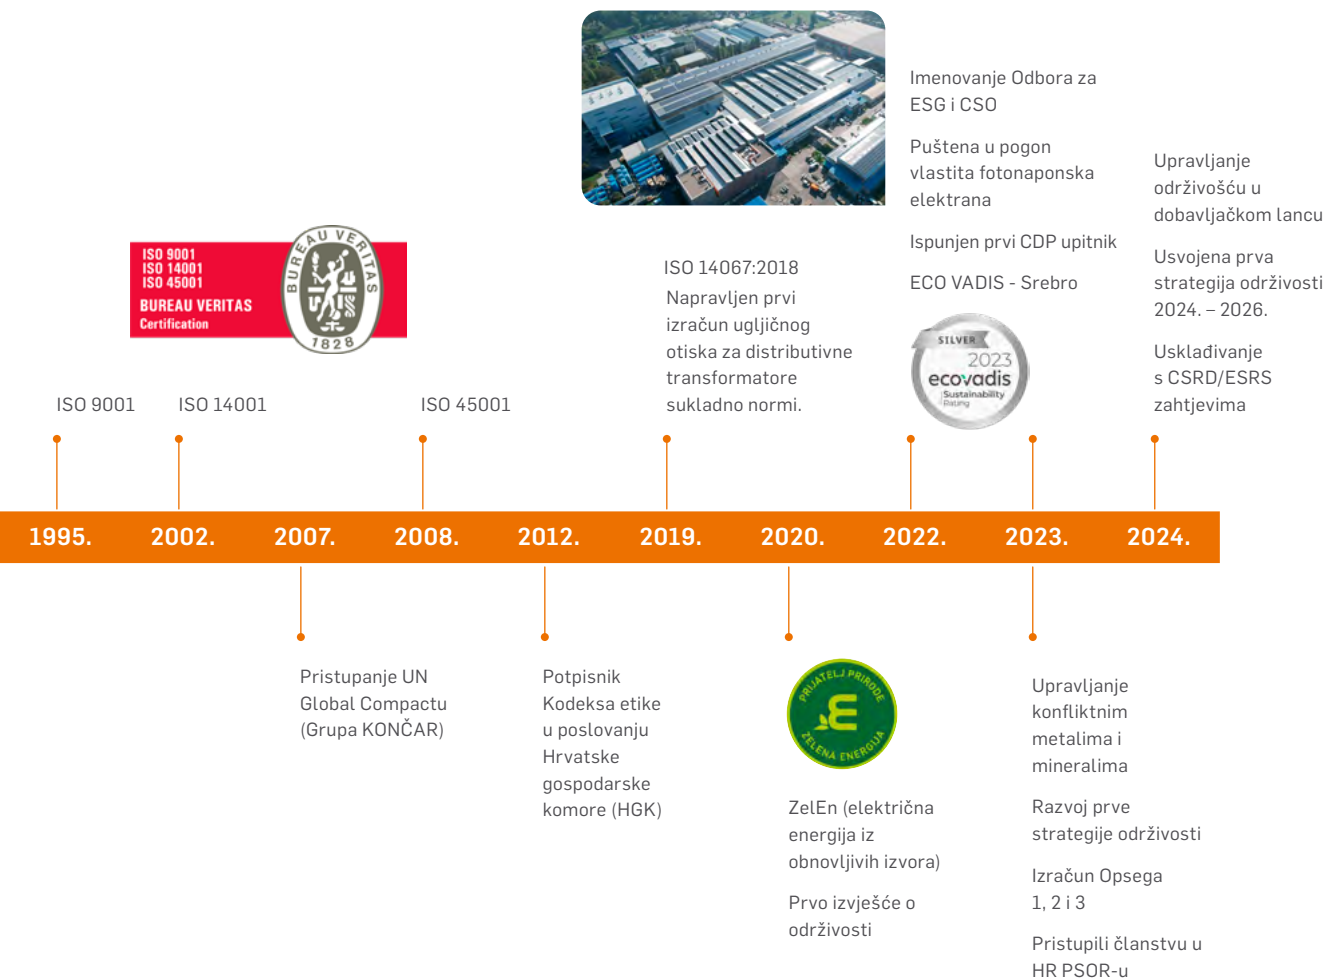 Imenovanje Odbora za
ESG i CSO
Puštena u pogon
vlastita fotonaponska
elektrana
Ispunjen prvi CDP upitnik
ECO VADIS - Srebro
Upravljanje
održivošću u
dobavljačkom lancu
Usvojena prva
strategija održivosti
2024. – 2026.
Usklađivanje
s CSRD/ESRS
zahtjevima
ISO 9001
ISO 14001
ISO 45001
BUREAU VERITAS
Certification
BUREAU VERITAS
1828
ISO 14067:2018
Napravljen prvi
izračun ugljičnog
otiska za distributivne
transformatore
sukladno normi.
SILVER
2023
ecovadis
Sustainability
Rating
ISO 9001
ISO 14001
ISO 45001
1995.
2002.
2007.
2008.
2012.
2019.
2020.
2022.
2023.
2024.
Pristupanje UN
Global Compactu
(Grupa KONČAR)
Potpisnik
Kodeksa etike
u poslovanju
Hrvatske
gospodarske
komore (HGK)
PRIJATELJ PRIRODE
ZELENA ENERGIJA
ZelEn (električna
energija iz
obnovljivih izvora)
Prvo izvješće o
održivosti
Upravljanje
konfliktnim
metalima i
mineralima
Razvoj prve
strategije održivosti
Izračun Opsega
1, 2 i 3
Pristupili članstvu u
HR PSOR-u